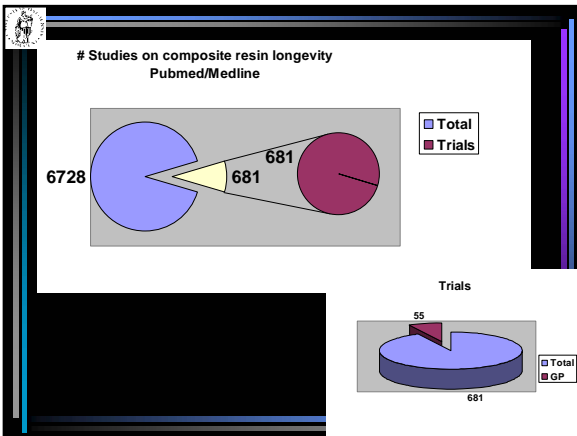 # Studies on composite resin longevity
Pubmed/Medline
6728
681
681
Total
Trials
Trials
55
681
Total
GP